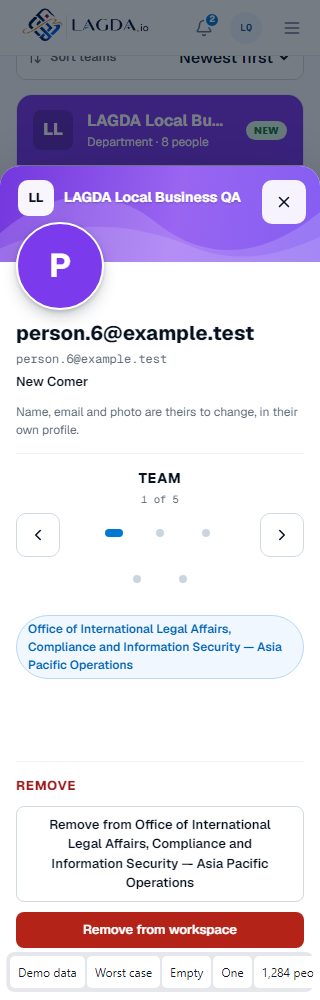 LAGDA.io
2
LQ
Sort teams
Newest first
LL
LAGDA Local Bu...
Department · 8 people
NEW
LL
LAGDA Local Business QA
P
person.6@example.test
person.6@example.test
New Comer
Name, email and photo are theirs to change, in their
own profile.
TEAM
1 of 5
Office of International Legal Affairs,
Compliance and Information Security — Asia
Pacific Operations
REMOVE
Remove from Office of International
Legal Affairs, Compliance and
Information Security — Asia Pacific
Operations
Remove from workspace
Demo data
Worst case
Empty
One
1,284 peo